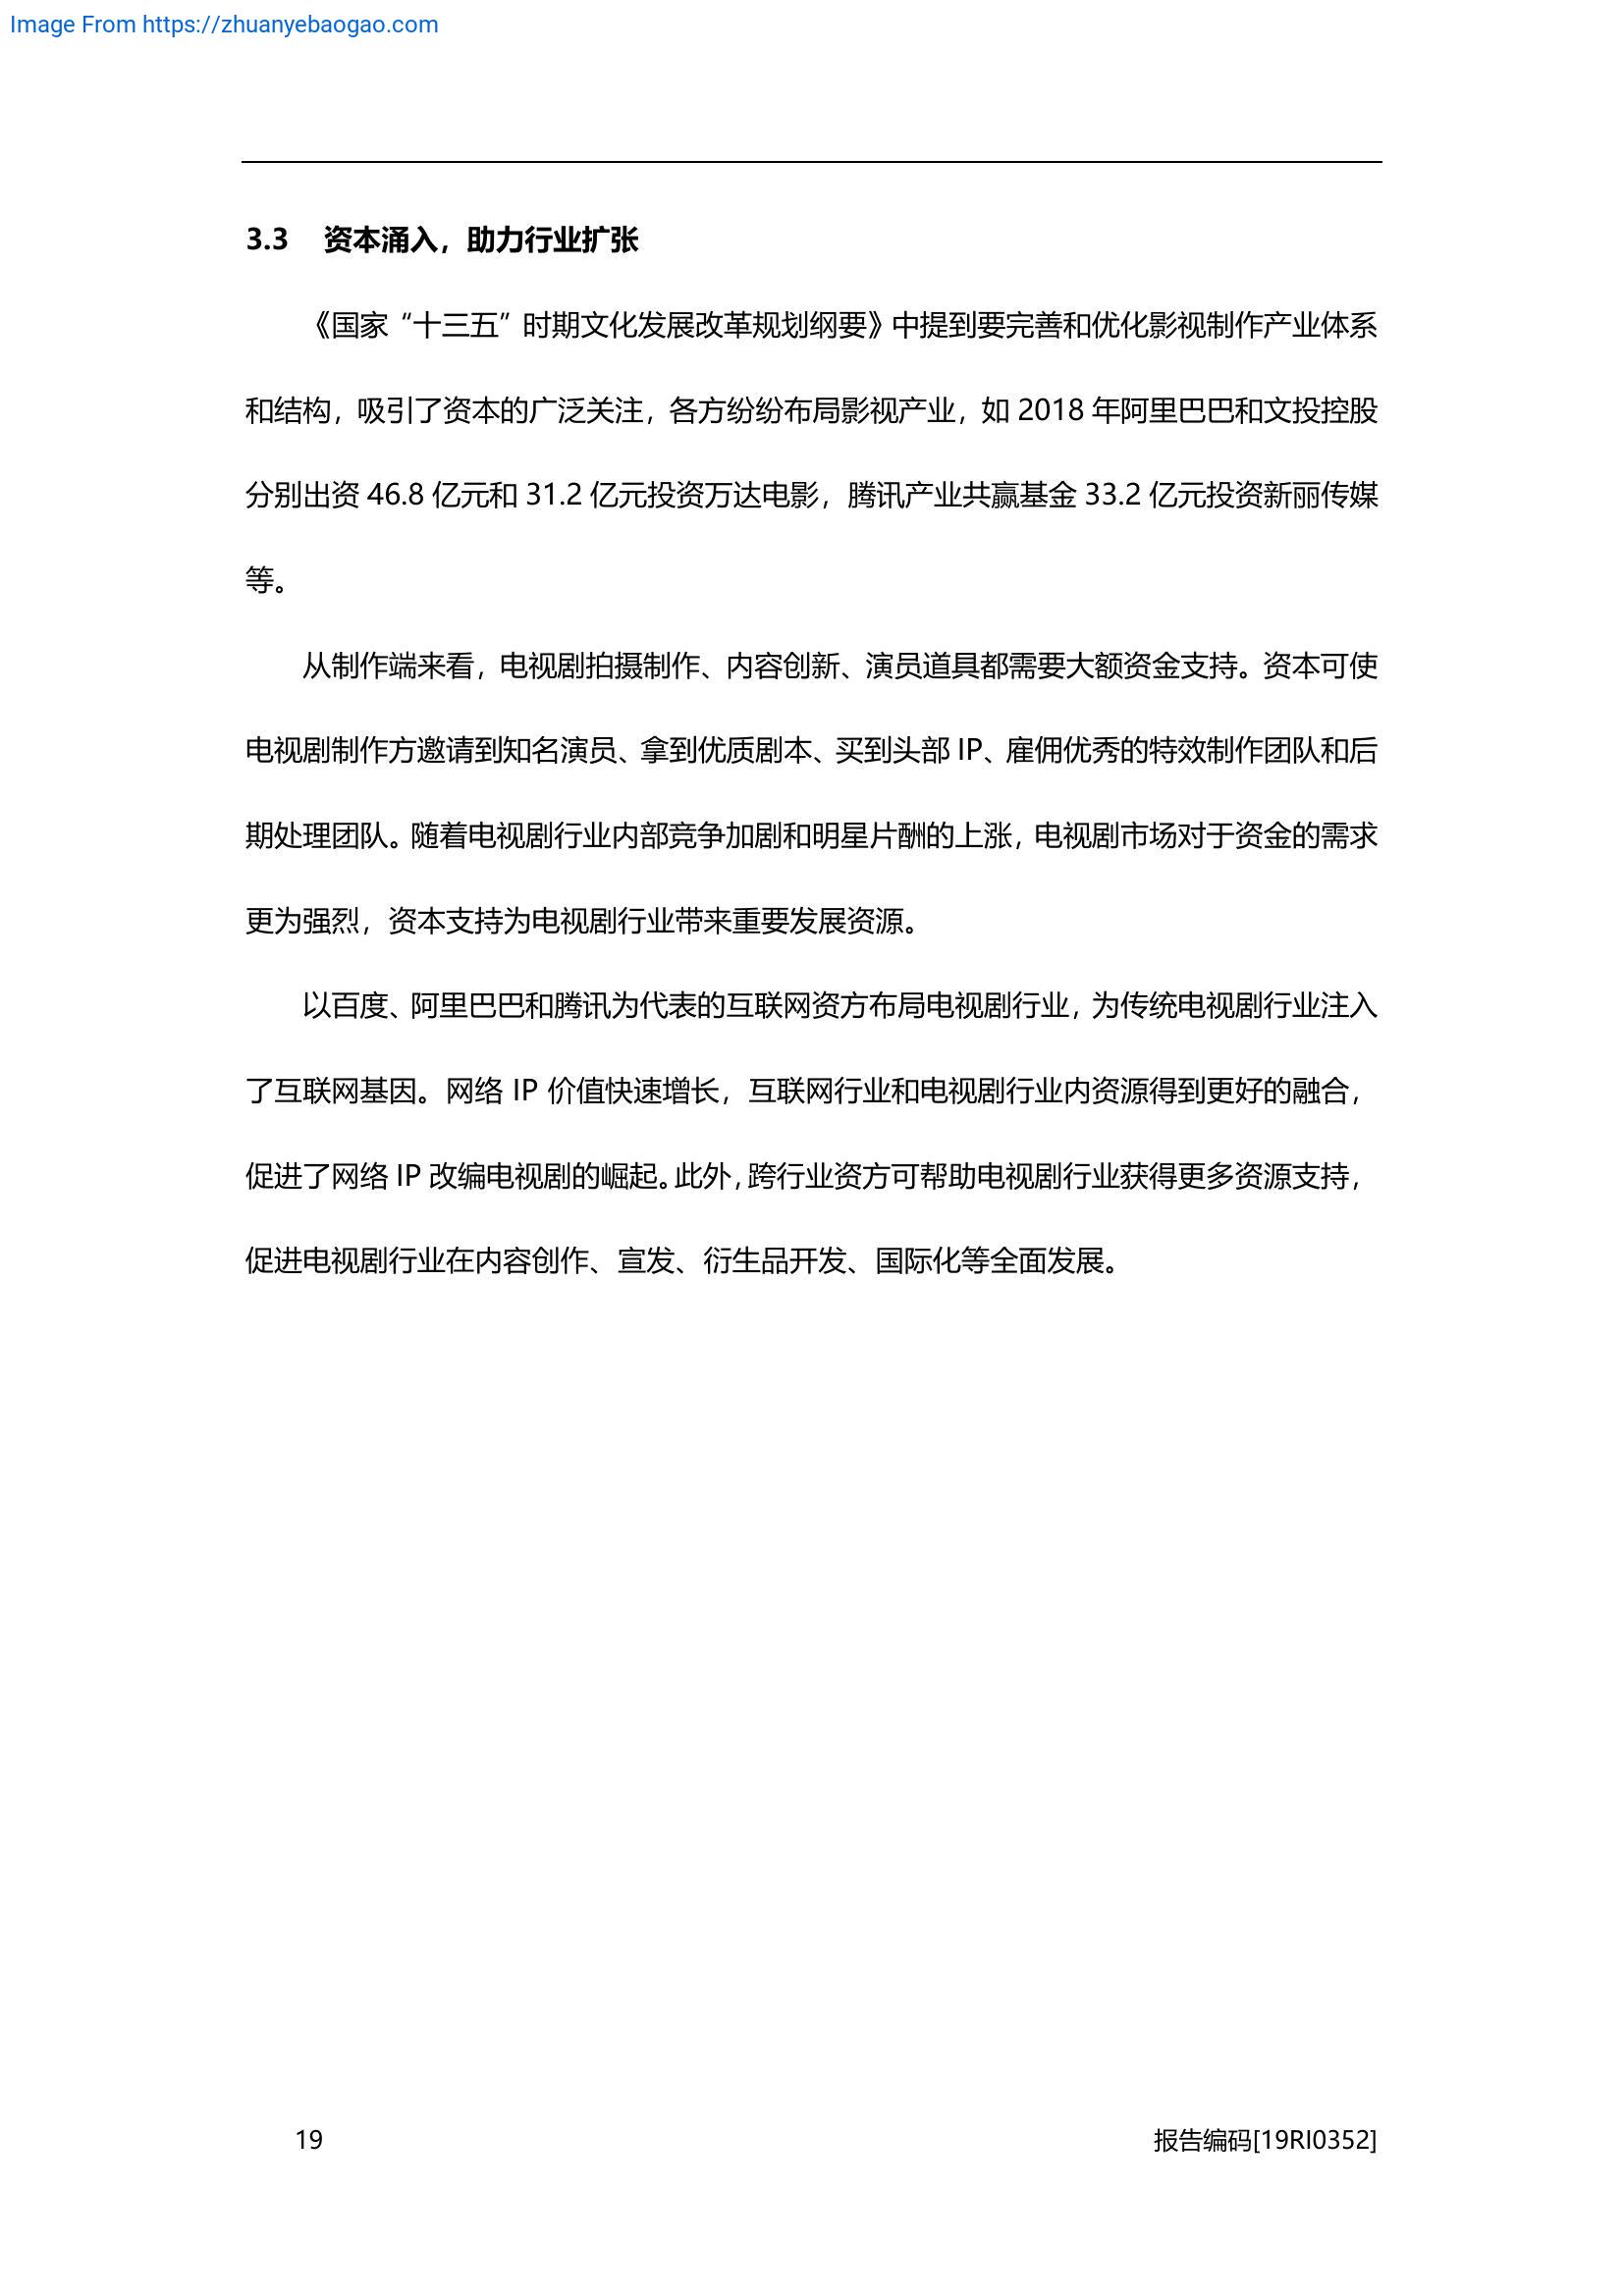 Image From https://zhuanyebaogao.com
3.3 资本涌入，助力行业扩张
《国家“十三五”时期文化发展改革规划纲要》中提到要完善和优化影视制作产业体系
和结构，吸引了资本的广泛关注，各方纷纷布局影视产业，如 2018 年阿里巴巴和文投控股
分别出资 46.8 亿元和 31.2 亿元投资万达电影，腾讯产业共赢基金 33.2 亿元投资新丽传媒
等。
从制作端来看，电视剧拍摄制作、内容创新、演员道具都需要大额资金支持。资本可使
电视剧制作方邀请到知名演员、拿到优质剧本、买到头部 IP、雇佣优秀的特效制作团队和后
期处理团队。随着电视剧行业内部竞争加剧和明星片酬的上涨，电视剧市场对于资金的需求
更为强烈，资本支持为电视剧行业带来重要发展资源。
以百度、阿里巴巴和腾讯为代表的互联网资方布局电视剧行业，为传统电视剧行业注入
了互联网基因。网络 IP 价值快速增长，互联网行业和电视剧行业内资源得到更好的融合，
促进了网络 IP 改编电视剧的崛起。此外，跨行业资方可帮助电视剧行业获得更多资源支持，
促进电视剧行业在内容创作、宣发、衍生品开发、国际化等全面发展。
19 报告编码[19RI0352]